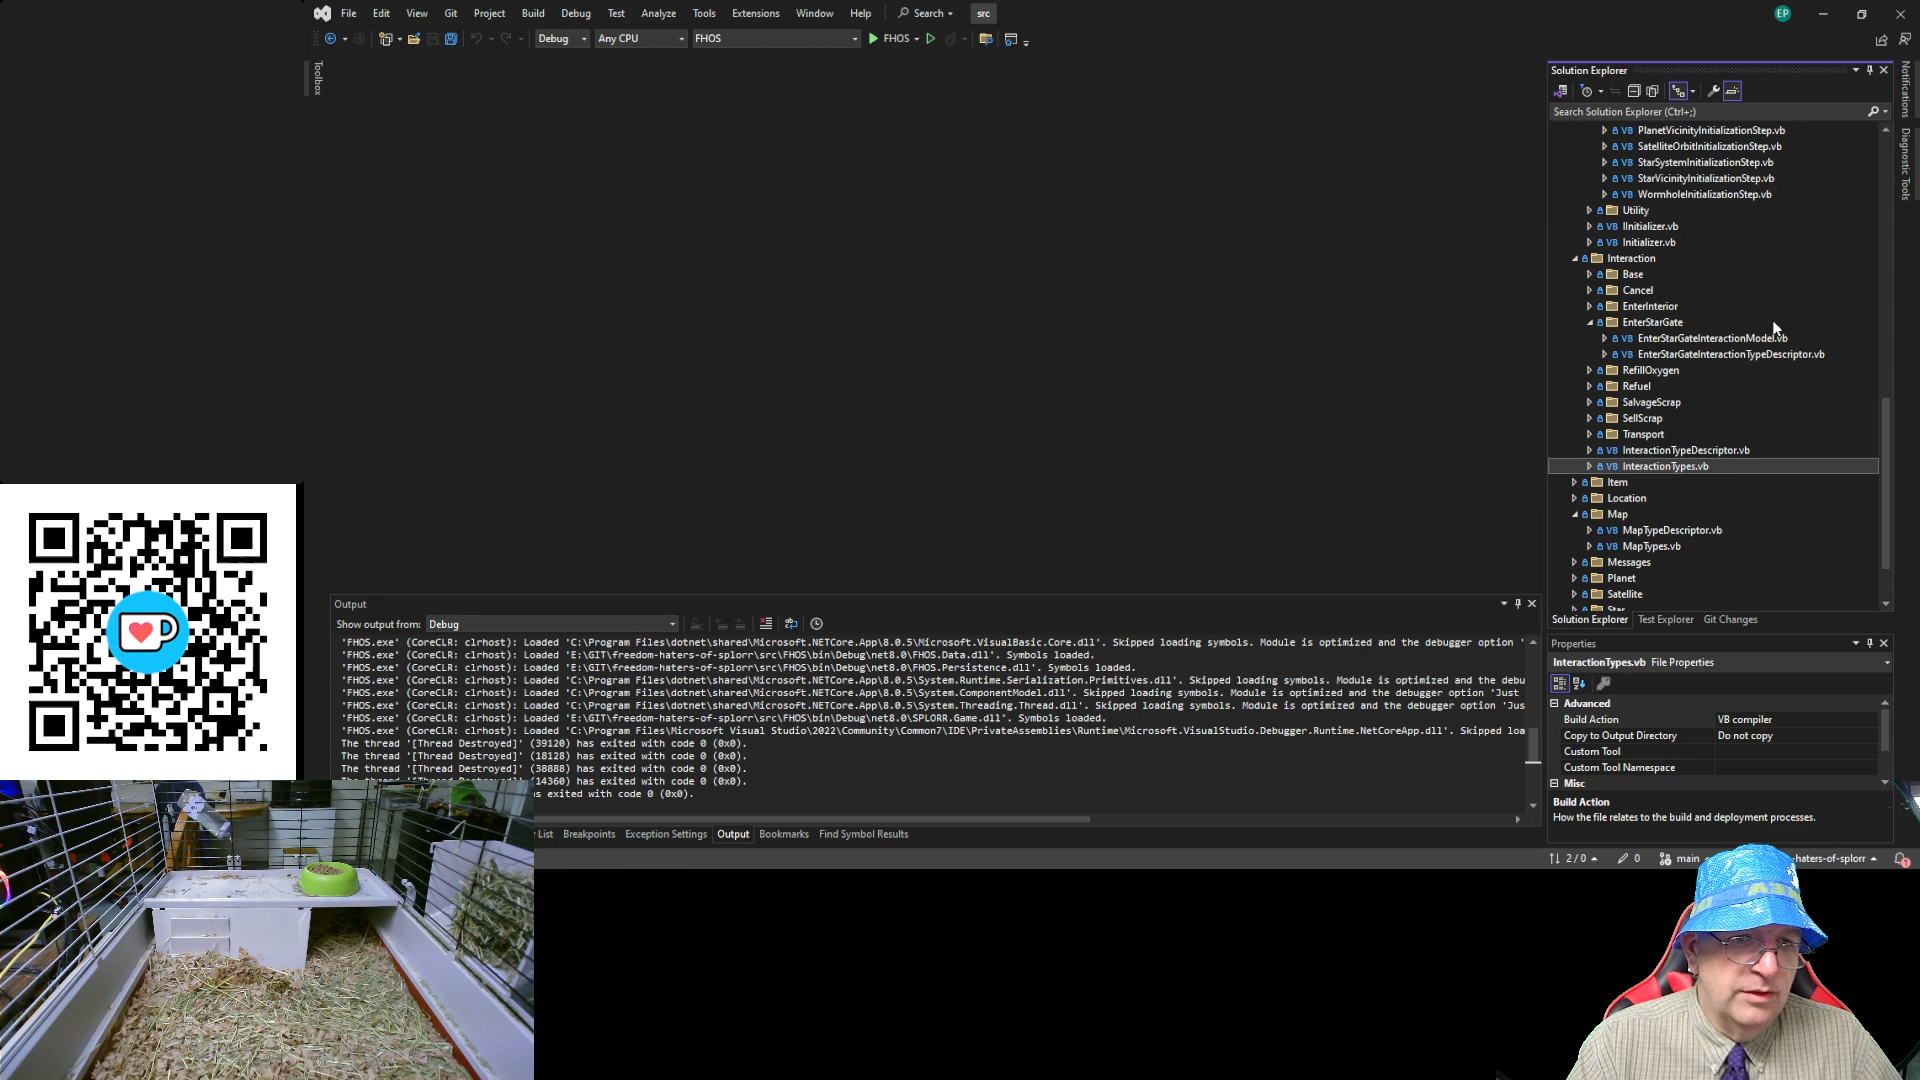 File Edit View Git Project Build Debug Test Analyze Tools Extensions Window Help Search src EP
Debug Any CPU FHOS FHOS
Toolbox
Solution Explorer
Notifications
Diagnostic Tools
Search Solution Explorer (Ctrl+;)
VB PlanetVicinityInitializationStep.vb
VB SatelliteOrbitInitializationStep.vb
VB StarSystemInitializationStep.vb
VB StarVicinityInitializationStep.vb
VB WormholeInitializationStep.vb
Utility
VB IInitializer.vb
VB Initializer.vb
Interaction
Base
Cancel
EnterInterior
EnterStarGate
VB EnterStarGateInteractionModel.vb
VB EnterStarGateInteractionTypeDescriptor.vb
RefillOxygen
Refuel
SalvageScrap
SellScrap
Transport
VB InteractionTypeDescriptor.vb
VB InteractionTypes.vb
Item
Location
Map
VB MapTypeDescriptor.vb
VB MapTypes.vb
Messages
Planet
Satellite
Star
Solution Explorer Test Explorer Git Changes
Properties
InteractionTypes.vb File Properties
Advanced
Build Action VB compiler
Copy to Output Directory Do not copy
Custom Tool
Custom Tool Namespace
Misc
Build Action
How the file relates to the build and deployment processes.
Output
Show output from: Debug
'FHOS.exe' (CoreCLR: clrhost): Loaded 'C:\Program Files\dotnet\shared\Microsoft.NETCore.App\8.0.5\Microsoft.VisualBasic.Core.dll'. Skipped loading symbols. Module is optimized and the debugger option '
'FHOS.exe' (CoreCLR: clrhost): Loaded 'E:\GIT\freedom-haters-of-splorr\src\FHOS\bin\Debug\net8.0\FHOS.Data.dll'. Symbols loaded.
'FHOS.exe' (CoreCLR: clrhost): Loaded 'E:\GIT\freedom-haters-of-splorr\src\FHOS\bin\Debug\net8.0\FHOS.Persistence.dll'. Symbols loaded.
'FHOS.exe' (CoreCLR: clrhost): Loaded 'C:\Program Files\dotnet\shared\Microsoft.NETCore.App\8.0.5\System.Runtime.Serialization.Primitives.dll'. Skipped loading symbols. Module is optimized and the debu
'FHOS.exe' (CoreCLR: clrhost): Loaded 'C:\Program Files\dotnet\shared\Microsoft.NETCore.App\8.0.5\System.ComponentModel.dll'. Skipped loading symbols. Module is optimized and the debugger option 'Just
'FHOS.exe' (CoreCLR: clrhost): Loaded 'C:\Program Files\dotnet\shared\Microsoft.NETCore.App\8.0.5\System.Threading.Thread.dll'. Skipped loading symbols. Module is optimized and the debugger option 'Jus
'FHOS.exe' (CoreCLR: clrhost): Loaded 'E:\GIT\freedom-haters-of-splorr\src\FHOS\bin\Debug\net8.0\SPLORR.Game.dll'. Symbols loaded.
'FHOS.exe' (CoreCLR: clrhost): Loaded 'C:\Program Files\Microsoft Visual Studio\2022\Community\Common7\IDE\PrivateAssemblies\Runtime\Microsoft.VisualStudio.Debugger.Runtime.NetCoreApp.dll'. Skipped loa
The thread '[Thread Destroyed]' (39120) has exited with code 0 (0x0).
The thread '[Thread Destroyed]' (18128) has exited with code 0 (0x0).
The thread '[Thread Destroyed]' (38888) has exited with code 0 (0x0).
(14360) has exited with code 0 (0x0).
s exited with code 0 (0x0).
List Breakpoints Exception Settings Output Bookmarks Find Symbol Results
2 / 0 0 main -haters-of-splorr 1